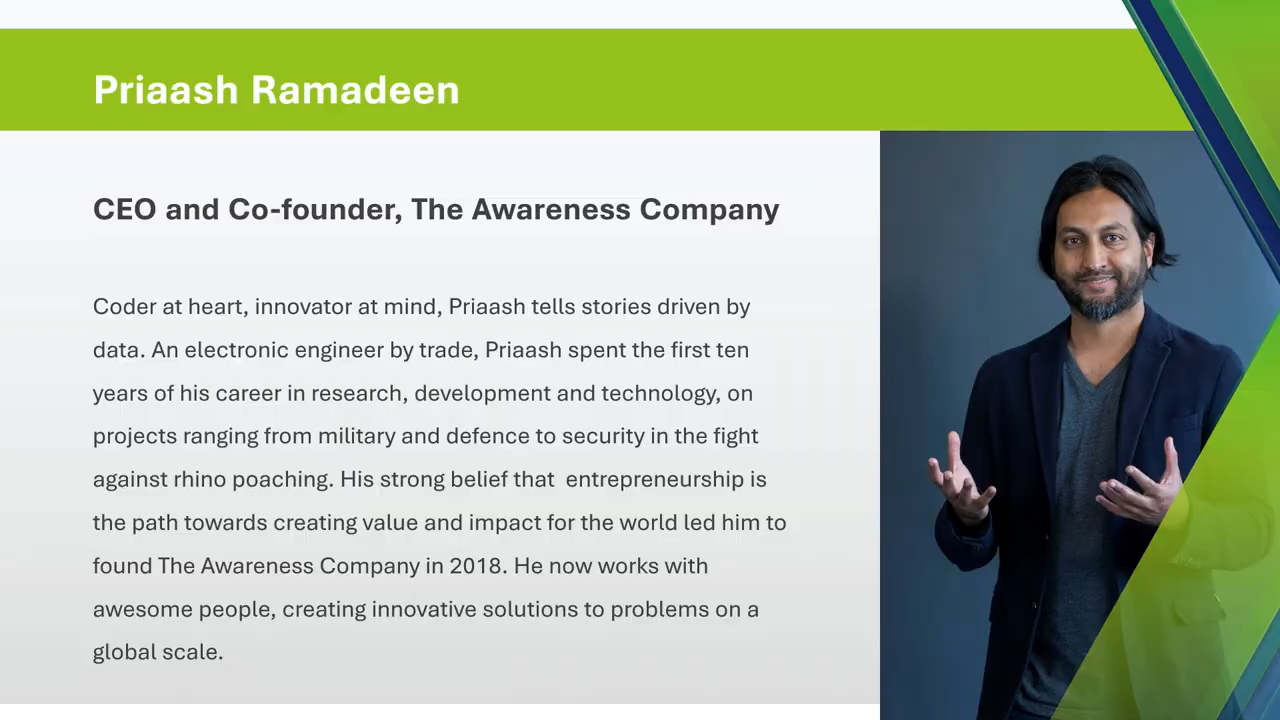 Priaash Ramadeen
CEO and Co-founder, The Awareness Company
Coder at heart, innovator at mind, Priaash tells stories driven by
data. An electronic engineer by trade, Priaash spent the first ten
years of his career in research, development and technology, on
projects ranging from military and defence to security in the fight
against rhino poaching. His strong belief that  entrepreneurship is
the path towards creating value and impact for the world led him to
found The Awareness Company in 2018. He now works with
awesome people, creating innovative solutions to problems on a
global scale.